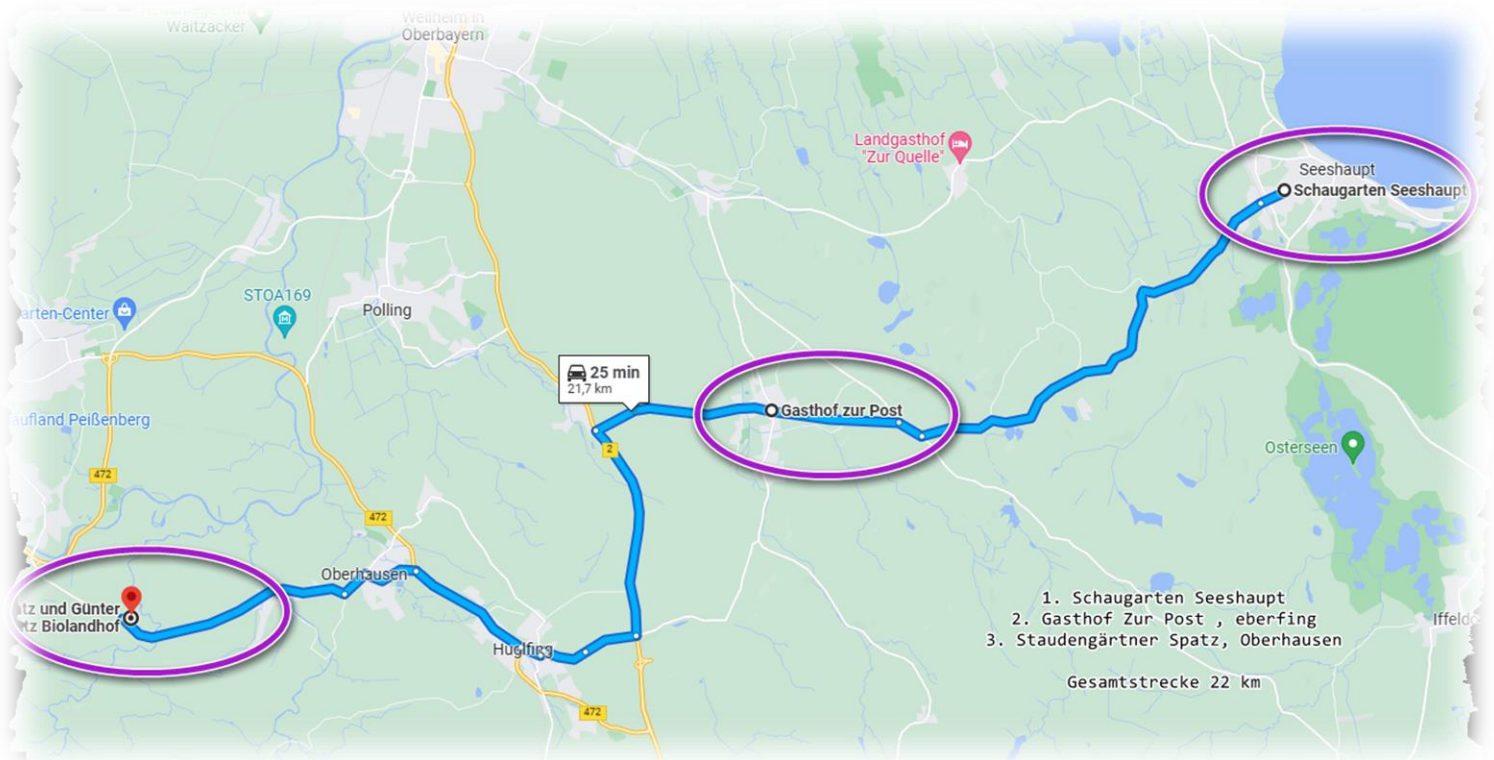 Waitzacker
Weilheim in
Oberbayern
Landgasthof
"Zur Quelle"
Seeshaupt
Schaugarten Seeshaupt
STOA169
arten-Center
Polling
25 min
21,7 km
Gasthof zur Post
aufland Peißenberg
2
Osterseen
472
472
Oberhausen
atz und Günter
tz Biolandhof
Huglfing
472
Iffeld
1. Schaugarten Seeshaupt
2. Gasthof Zur Post , eberfing
3. Staudengärtner Spatz, Oberhausen
Gesamtstrecke 22 km